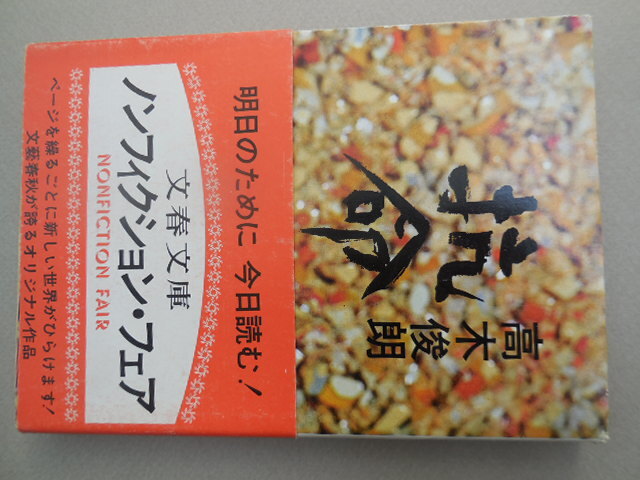 抗命
高木俊朗
明日のために 今日読む!
文春文庫
ノンフィクション・フェア
NONFICTION FAIR
ページを繰るごとに新しい世界がひらけます!
文藝春秋が誇るオリジナル作品